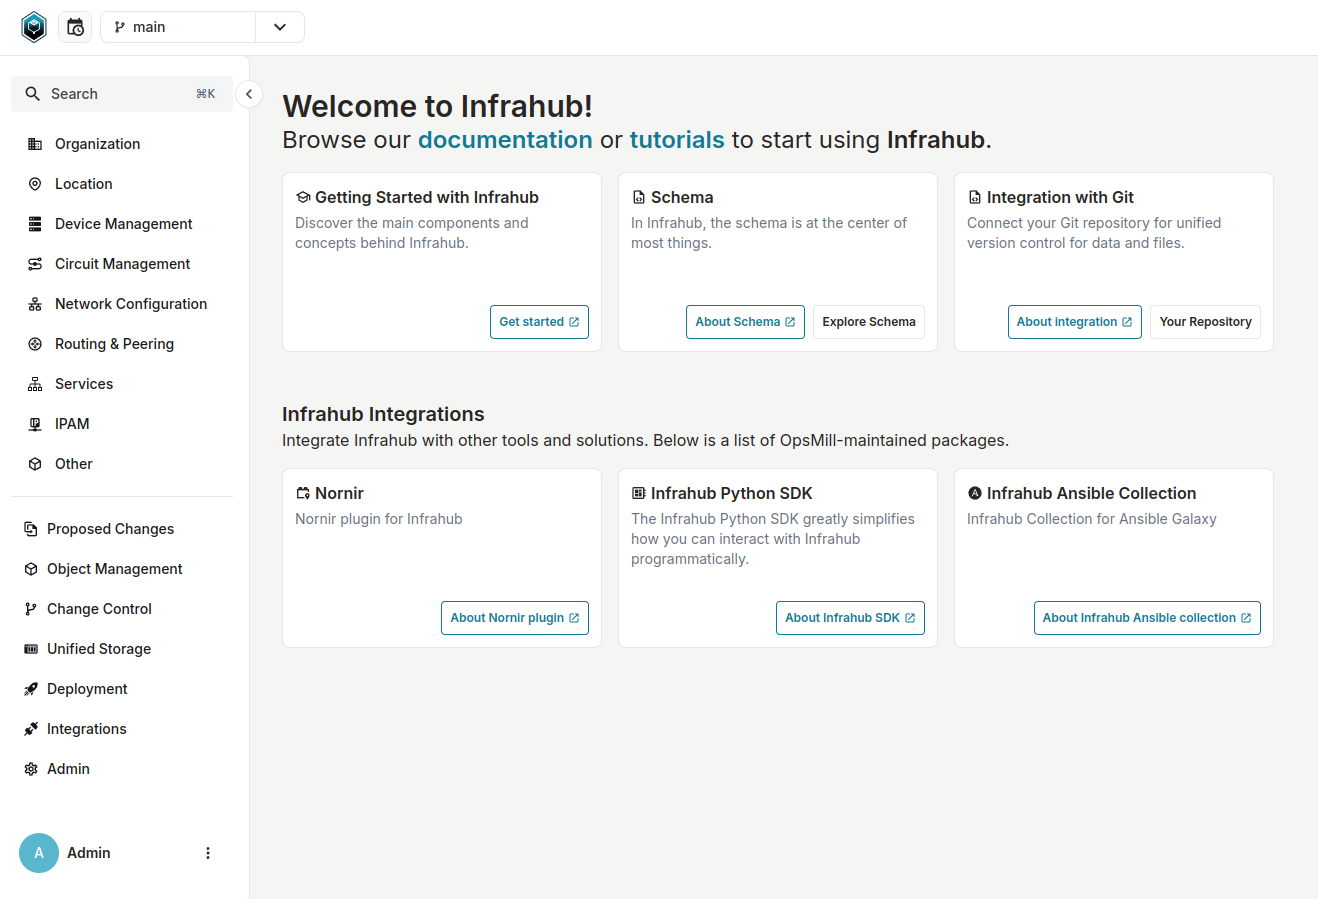 main
Search ⌘K
Organization
Location
Device Management
Circuit Management
Network Configuration
Routing & Peering
Services
IPAM
Other
Proposed Changes
Object Management
Change Control
Unified Storage
Deployment
Integrations
Admin
A Admin
Welcome to Infrahub!
Browse our documentation or tutorials to start using Infrahub.
Getting Started with Infrahub
Discover the main components and
concepts behind Infrahub.
Get started
Schema
In Infrahub, the schema is at the center of
most things.
About Schema Explore Schema
Integration with Git
Connect your Git repository for unified
version control for data and files.
About integration Your Repository
Infrahub Integrations
Integrate Infrahub with other tools and solutions. Below is a list of OpsMill-maintained packages.
Nornir
Nornir plugin for Infrahub
About Nornir plugin
Infrahub Python SDK
The Infrahub Python SDK greatly simplifies
how you can interact with Infrahub
programmatically.
About Infrahub SDK
Infrahub Ansible Collection
Infrahub Collection for Ansible Galaxy
About Infrahub Ansible collection